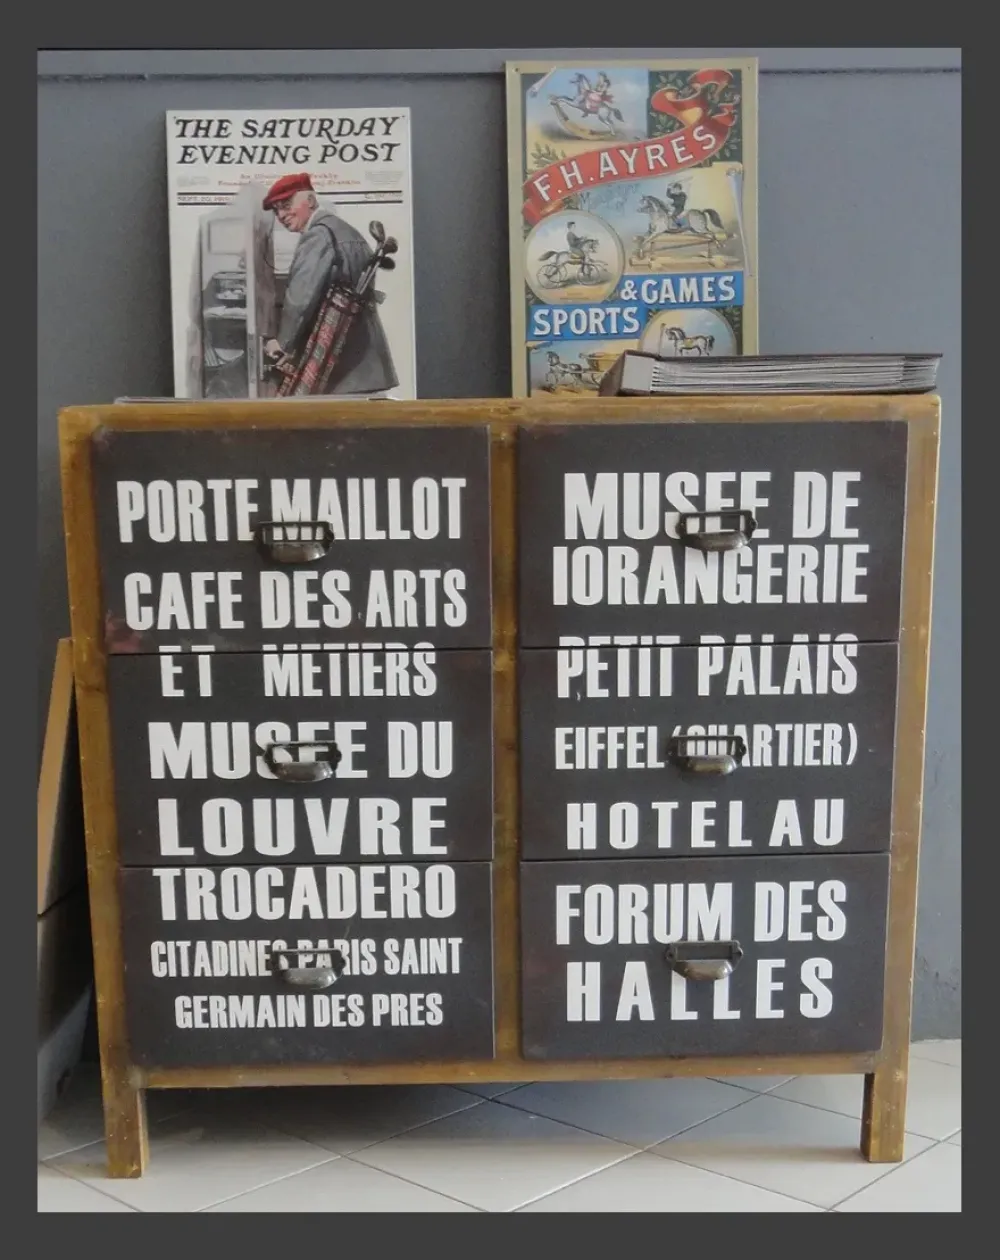 THE SATURDAY
EVENING POST
F.H.AYRES
&GAMES
SPORTS
PORTE MAILLOT
CAFE DES ARTS
ET METIERS
MUSEE DU
LOUVRE
TROCADERO
CITADINES PARIS SAINT
GERMAIN DES PRES
MUSEE DE
IORANGERIE
PETIT PALAIS
EIFFEL (QUARTIER)
HOTEL AU
FORUM DES
HALLES